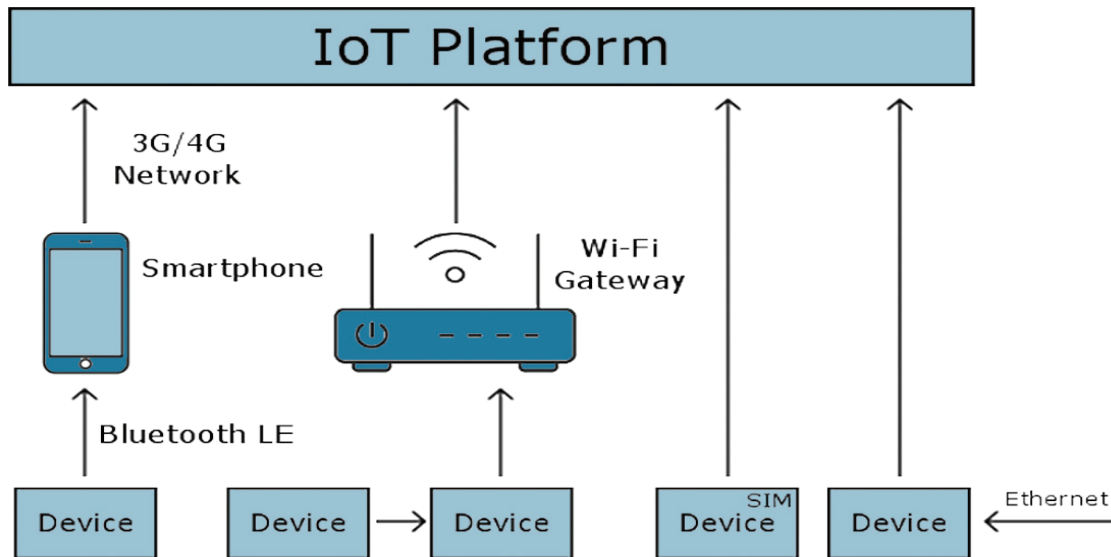 IoT Platform
3G/4G
Network
Smartphone
Wi-Fi
Gateway
Bluetooth LE
Device
Device
Device
SIM
Device
Device
Ethernet